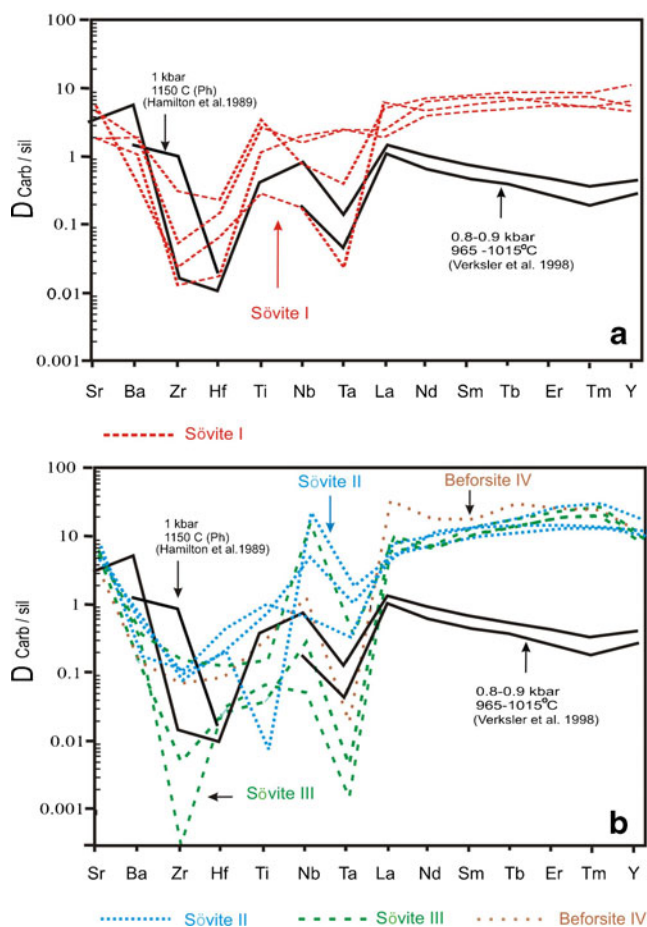 100
10
1
0.1
0.01
0.001
D Carb / sil
1 kbar
1150 C (Ph)
(Hamilton et al.1989)
Sövite I
0.8-0.9 kbar
965 -1015°C
(Verksler et al. 1998)
a
Sr Ba Zr Hf Ti Nb Ta La Nd Sm Tb Er Tm Y
Sövite I
100
10
1
0.1
0.01
0.001
D Carb / sil
Sövite II
Beforsite IV
1 kbar
1150 C (Ph)
(Hamilton et al.1989)
0.8-0.9 kbar
965-1015°C
(Verksler et al. 1998)
Sövite III
b
Sr Ba Zr Hf Ti Nb Ta La Nd Sm Tb Er Tm Y
Sövite II Sövite III Beforsite IV